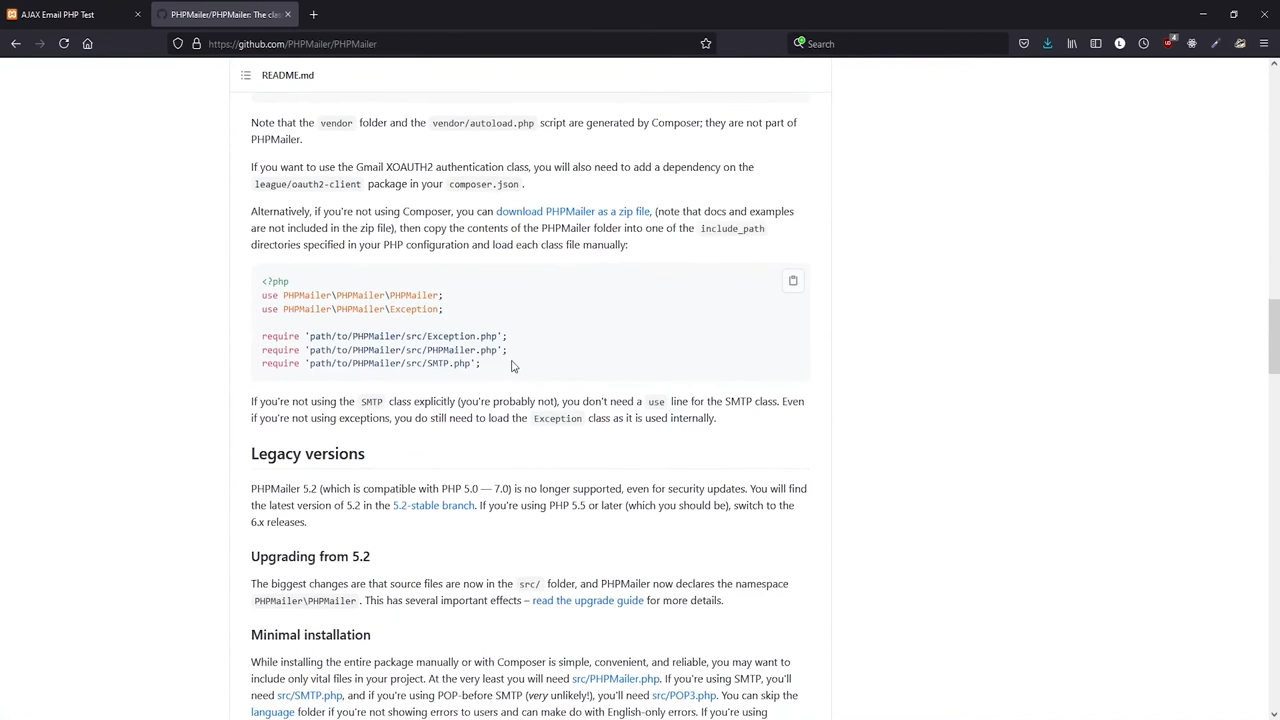 AJAX Email PHP Test
PHPMailer/PHPMailer: The cla
https://github.com/PHPMailer/PHPMailer
Search
4
README.md
Note that the vendor folder and the vendor/autoload.php script are generated by Composer; they are not part of
PHPMailer.
If you want to use the Gmail XOAUTH2 authentication class, you will also need to add a dependency on the
league/oauth2-client package in your composer.json.
Alternatively, if you're not using Composer, you can download PHPMailer as a zip file, (note that docs and examples
are not included in the zip file), then copy the contents of the PHPMailer folder into one of the include_path
directories specified in your PHP configuration and load each class file manually:
<?php
use PHPMailer\PHPMailer\PHPMailer;
use PHPMailer\PHPMailer\Exception;
require 'path/to/PHPMailer/src/Exception.php';
require 'path/to/PHPMailer/src/PHPMailer.php';
require 'path/to/PHPMailer/src/SMTP.php';
If you're not using the SMTP class explicitly (you're probably not), you don't need a use line for the SMTP class. Even
if you're not using exceptions, you do still need to load the Exception class as it is used internally.
Legacy versions
PHPMailer 5.2 (which is compatible with PHP 5.0 — 7.0) is no longer supported, even for security updates. You will find
the latest version of 5.2 in the 5.2-stable branch. If you're using PHP 5.5 or later (which you should be), switch to the
6.x releases.
Upgrading from 5.2
The biggest changes are that source files are now in the src/ folder, and PHPMailer now declares the namespace
PHPMailer\PHPMailer. This has several important effects – read the upgrade guide for more details.
Minimal installation
While installing the entire package manually or with Composer is simple, convenient, and reliable, you may want to
include only vital files in your project. At the very least you will need src/PHPMailer.php. If you're using SMTP, you'll
need src/SMTP.php, and if you're using POP-before SMTP (very unlikely!), you'll need src/POP3.php. You can skip the
language folder if you're not showing errors to users and can make do with English-only errors. If you're using